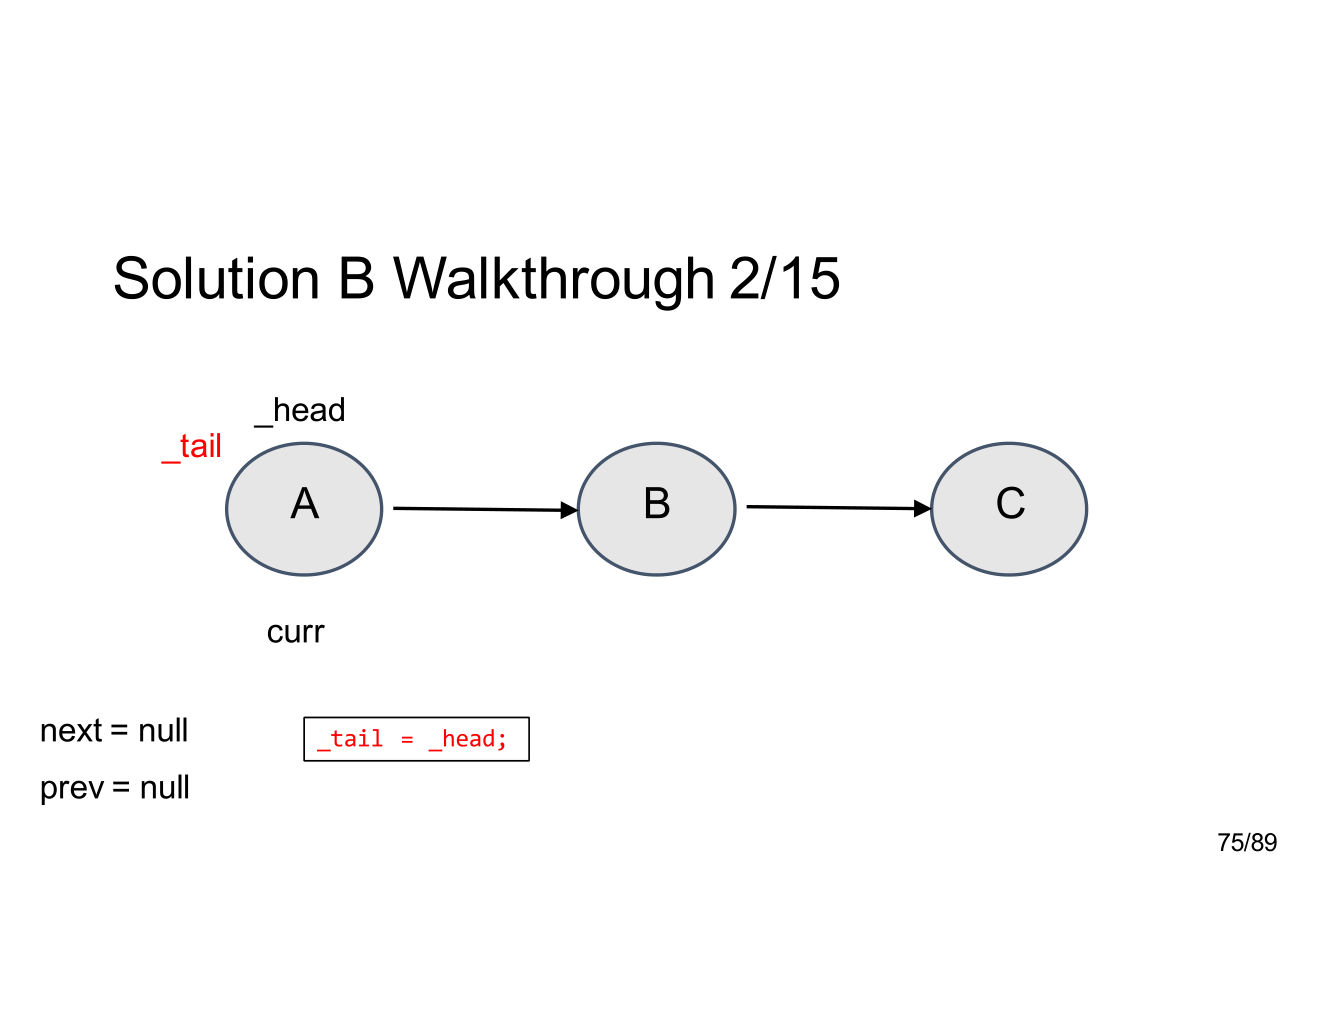 Solution B Walkthrough 2/15
_head
_tail
A
B
C
curr
next = null
_tail = _head;
prev = null
75/89